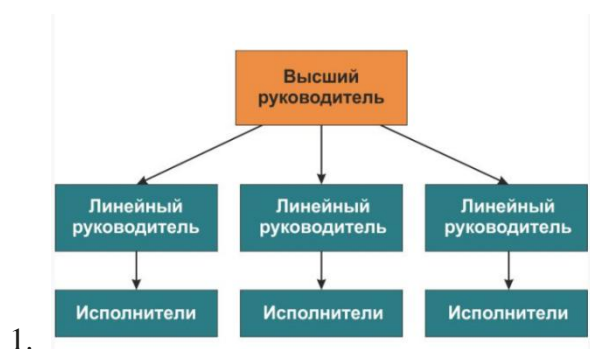 Высший
руководитель
Линейный
руководитель
Линейный
руководитель
Линейный
руководитель
Исполнители
Исполнители
Исполнители
1.